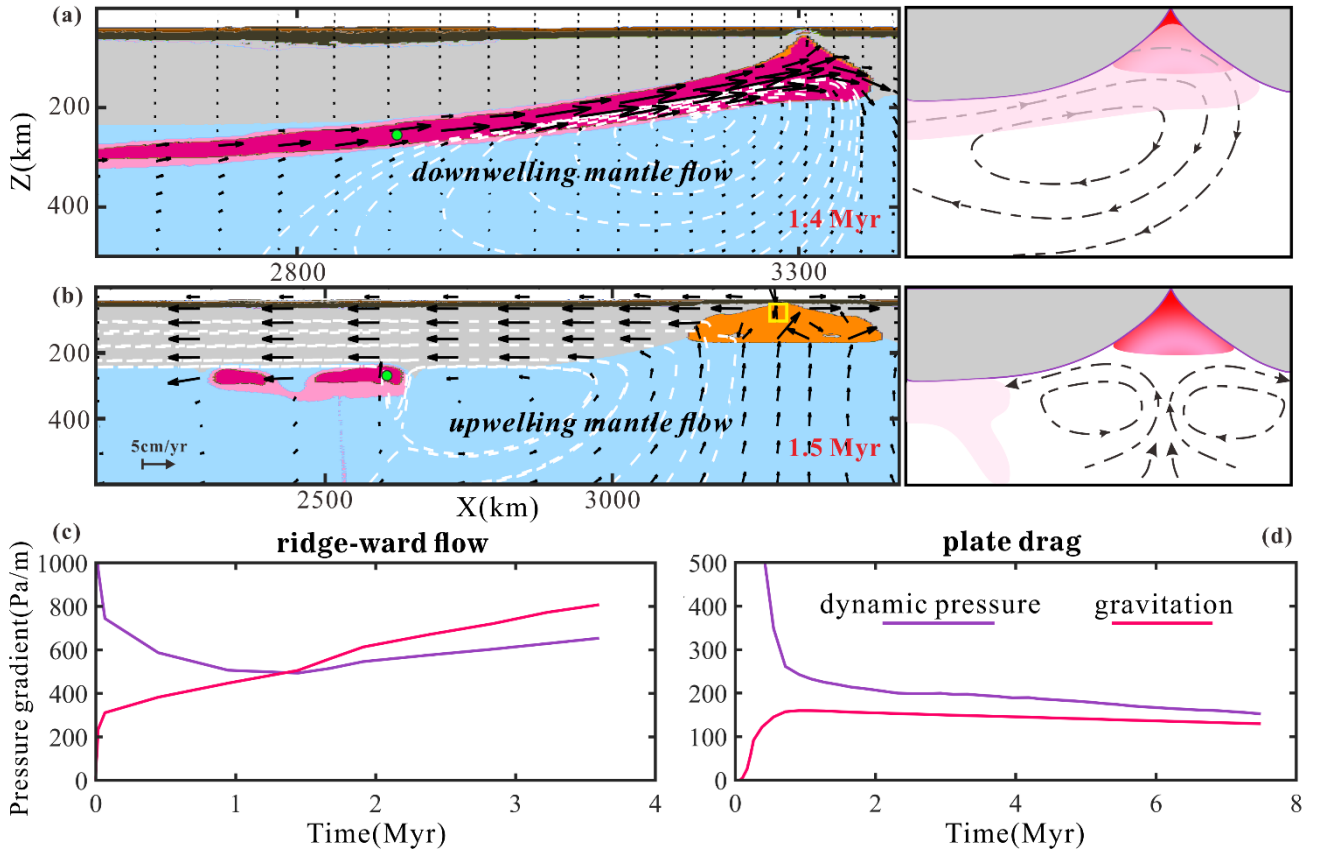 (a)
Z(km)
200
400
downwelling mantle flow
1.4 Myr
2800
3300
(b)
200
400
upwelling mantle flow
1.5 Myr
5cm/yr
2500
3000
X(km)
(c)
ridge-ward flow
Pressure gradient(Pa/m)
1000
800
600
400
200
0
0 1 2 3 4
Time(Myr)
plate drag
(d)
500
400
300
200
100
0
dynamic pressure
gravitation
0 2 4 6 8
Time(Myr)